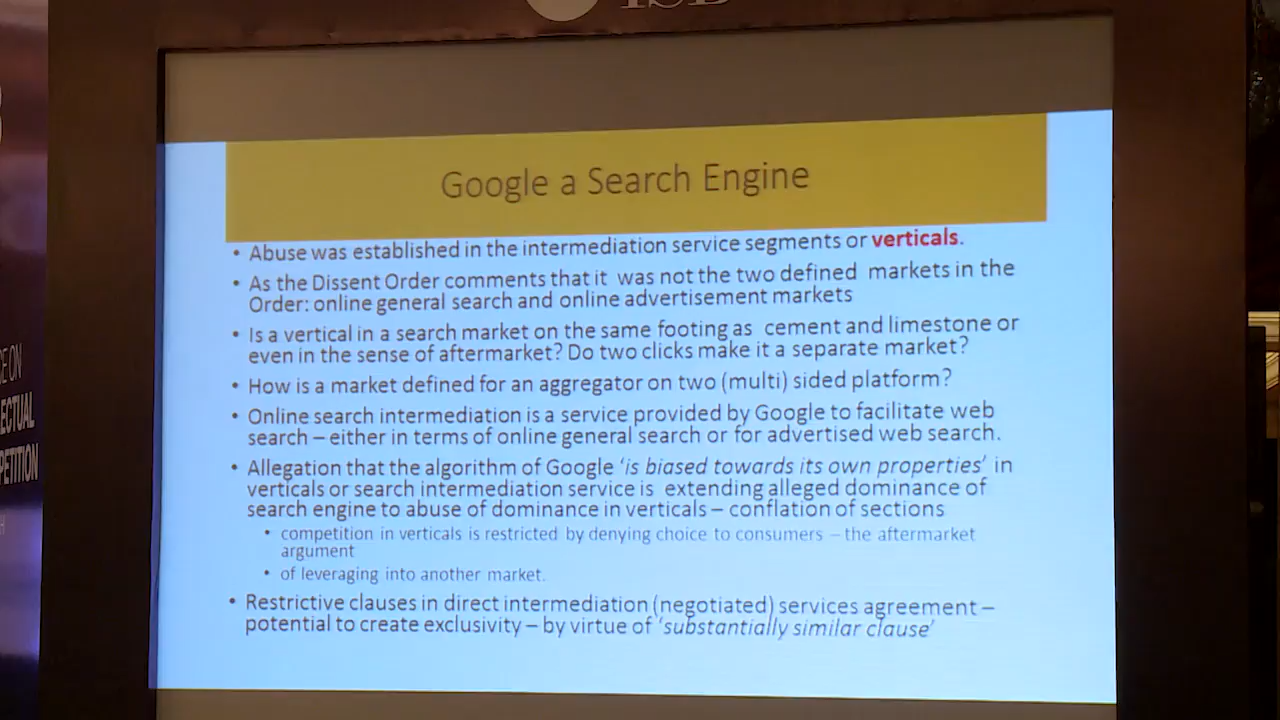 ISB
Google a Search Engine
• Abuse was established in the intermediation service segments or verticals.
• As the Dissent Order comments that it was not the two defined markets in the
Order: online general search and online advertisement markets
• Is a vertical in a search market on the same footing as cement and limestone or
even in the sense of aftermarket? Do two clicks make it a separate market?
• How is a market defined for an aggregator on two (multi) sided platform?
• Online search intermediation is a service provided by Google to facilitate web
search – either in terms of online general search or for advertised web search.
• Allegation that the algorithm of Google ‘is biased towards its own properties’ in
verticals or search intermediation service is extending alleged dominance of
search engine to abuse of dominance in verticals – conflation of sections
• competition in verticals is restricted by denying choice to consumers – the aftermarket
argument
• of leveraging into another market.
• Restrictive clauses in direct intermediation (negotiated) services agreement –
potential to create exclusivity – by virtue of ‘substantially similar clause’
ON